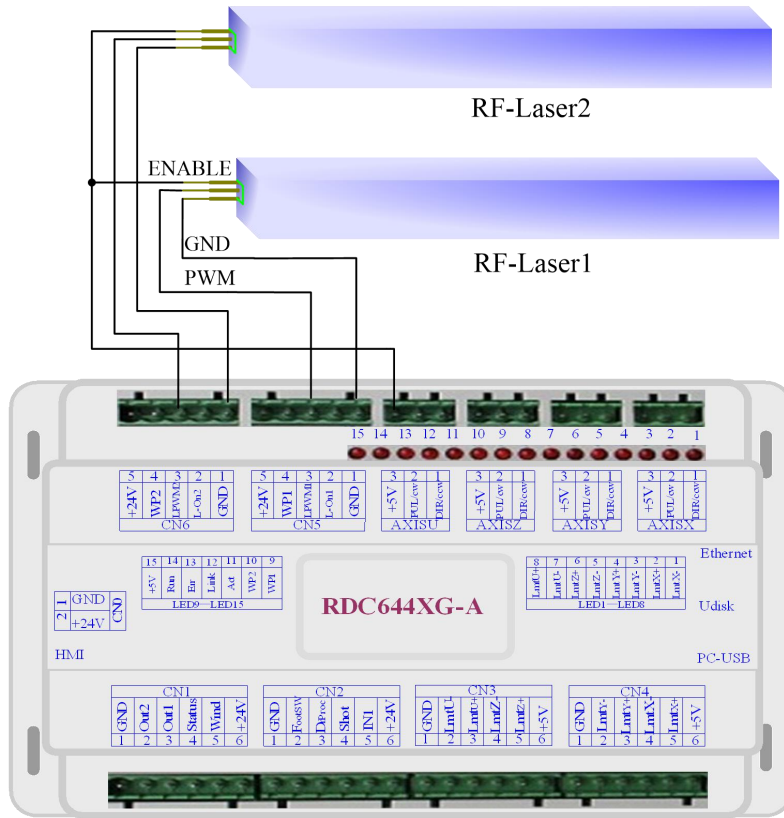 RF-Laser2
ENABLE
GND
RF-Laser1
PWM
15 14 13 12 11 10 9 8 7 6 5 4 3 2 1
5 4 3 2 1
+24V WP2 LPWM2 L-On2 GND
CN6
5 4 3 2 1
+24V WP1 LPWM1 L-On1 GND
CN5
3 2 1
+5V PUL/cw DIR/ccw
AXISU
3 2 1
+5V PUL/cw DIR/ccw
AXISZ
3 2 1
+5V PUL/cw DIR/ccw
AXISY
3 2 1
+5V PUL/cw DIR/ccw
AXISX
Ethernet
15 14 13 12 11 10 9
+5V Run Err Link Act WP2 WP1
LED9—LED15
RDC644XG-A
8 7 6 5 4 3 2 1
LmtU+ LmtU- LmtZ+ LmtZ- LmtY+ LmtY- LmtX+ LmtX-
LED1—LED8
Udisk
1 GND
2 +24V
CN0
HMI
PC-USB
CN1
GND Out2 Out1 Status Wind +24V
1 2 3 4 5 6
CN2
GND FootSW DrProc Shot IN1 +24V
1 2 3 4 5 6
CN3
GND LmtU- LmtU+ LmtZ- LmtZ+ +5V
1 2 3 4 5 6
CN4
GND LmtY- LmtY+ LmtX- LmtX+ +5V
1 2 3 4 5 6